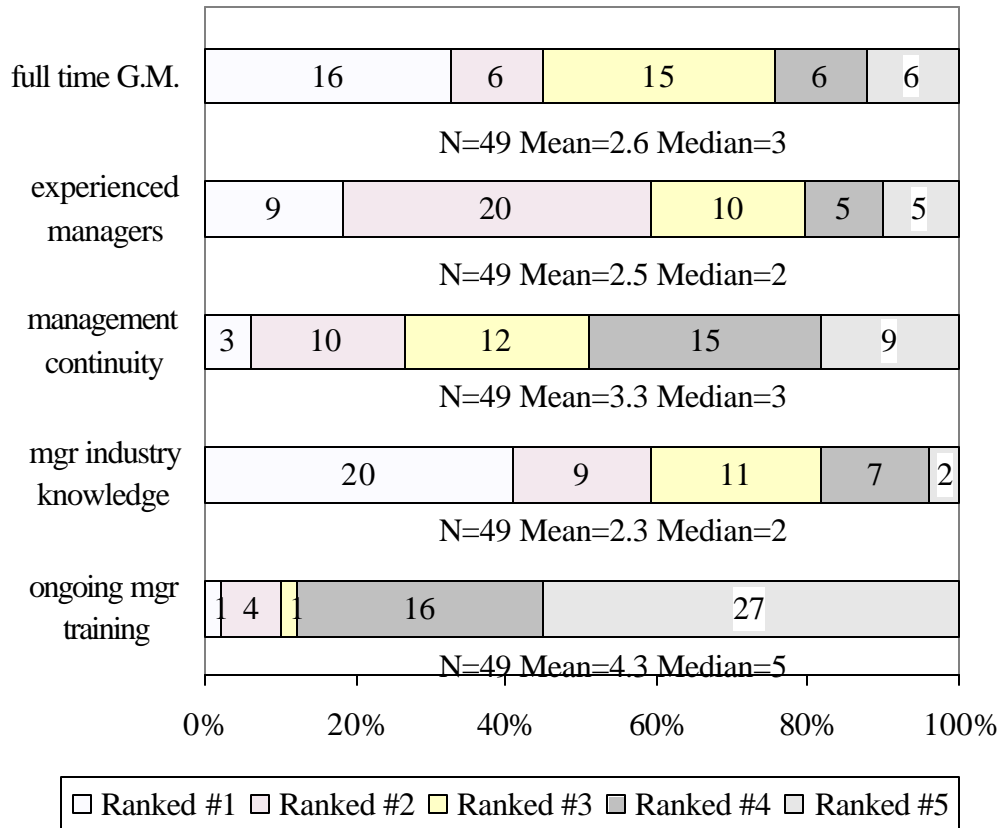 full time G.M.
16 6 15 6 6
N=49 Mean=2.6 Median=3
experienced
managers
9 20 10 5 5
N=49 Mean=2.5 Median=2
management
continuity
3 10 12 15 9
N=49 Mean=3.3 Median=3
mgr industry
knowledge
20 9 11 7 2
N=49 Mean=2.3 Median=2
ongoing mgr
training
1 4 1 16 27
N=49 Mean=4.3 Median=5
0% 20% 40% 60% 80% 100%
Ranked #1 Ranked #2 Ranked #3 Ranked #4 Ranked #5